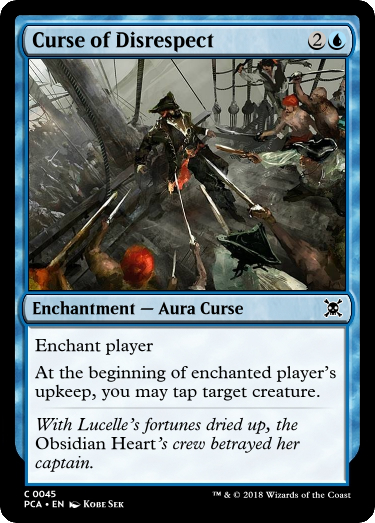 Curse of Disrespect 2
Enchantment — Aura Curse
Enchant player
At the beginning of enchanted player's
upkeep, you may tap target creature.
With Lucelle's fortunes dried up, the
Obsidian Heart's crew betrayed her
captain.
C 0045
PCA • EN Kobe Sek
™ & © 2018 Wizards of the Coast